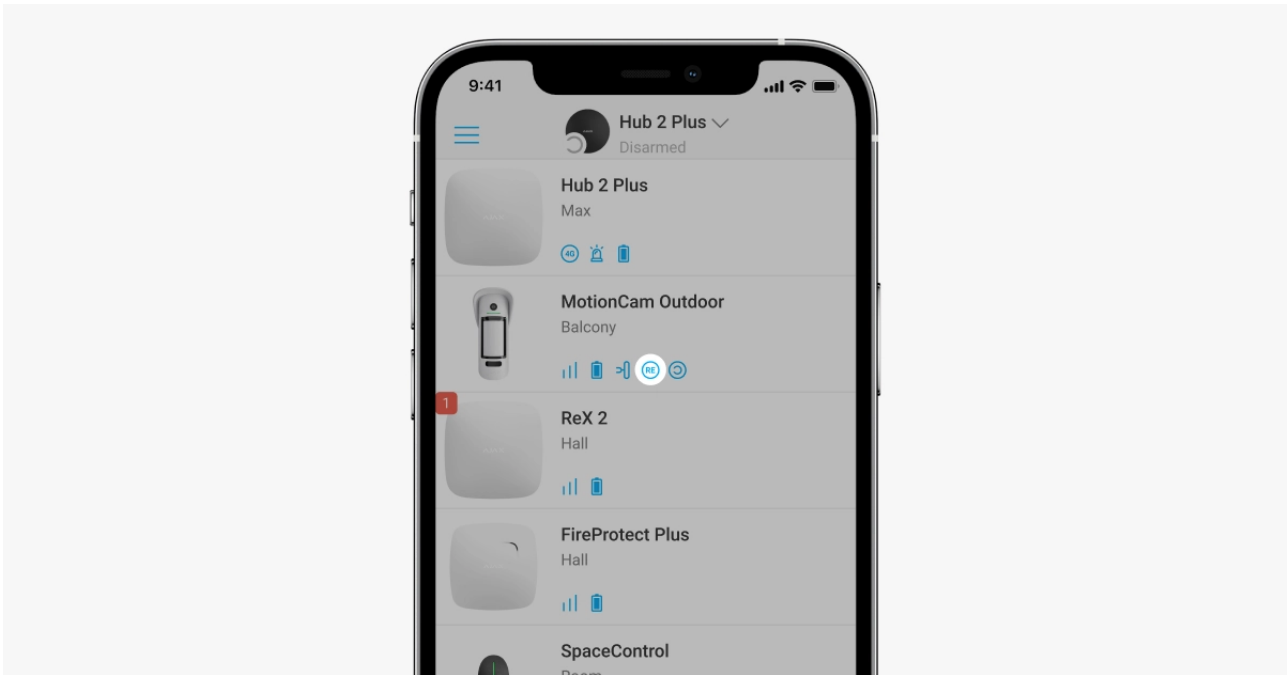 9:41
Hub 2 Plus
Disarmed
Hub 2 Plus
Max
4G
MotionCam Outdoor
Balcony
RE
1
ReX 2
Hall
FireProtect Plus
Hall
SpaceControl
Room